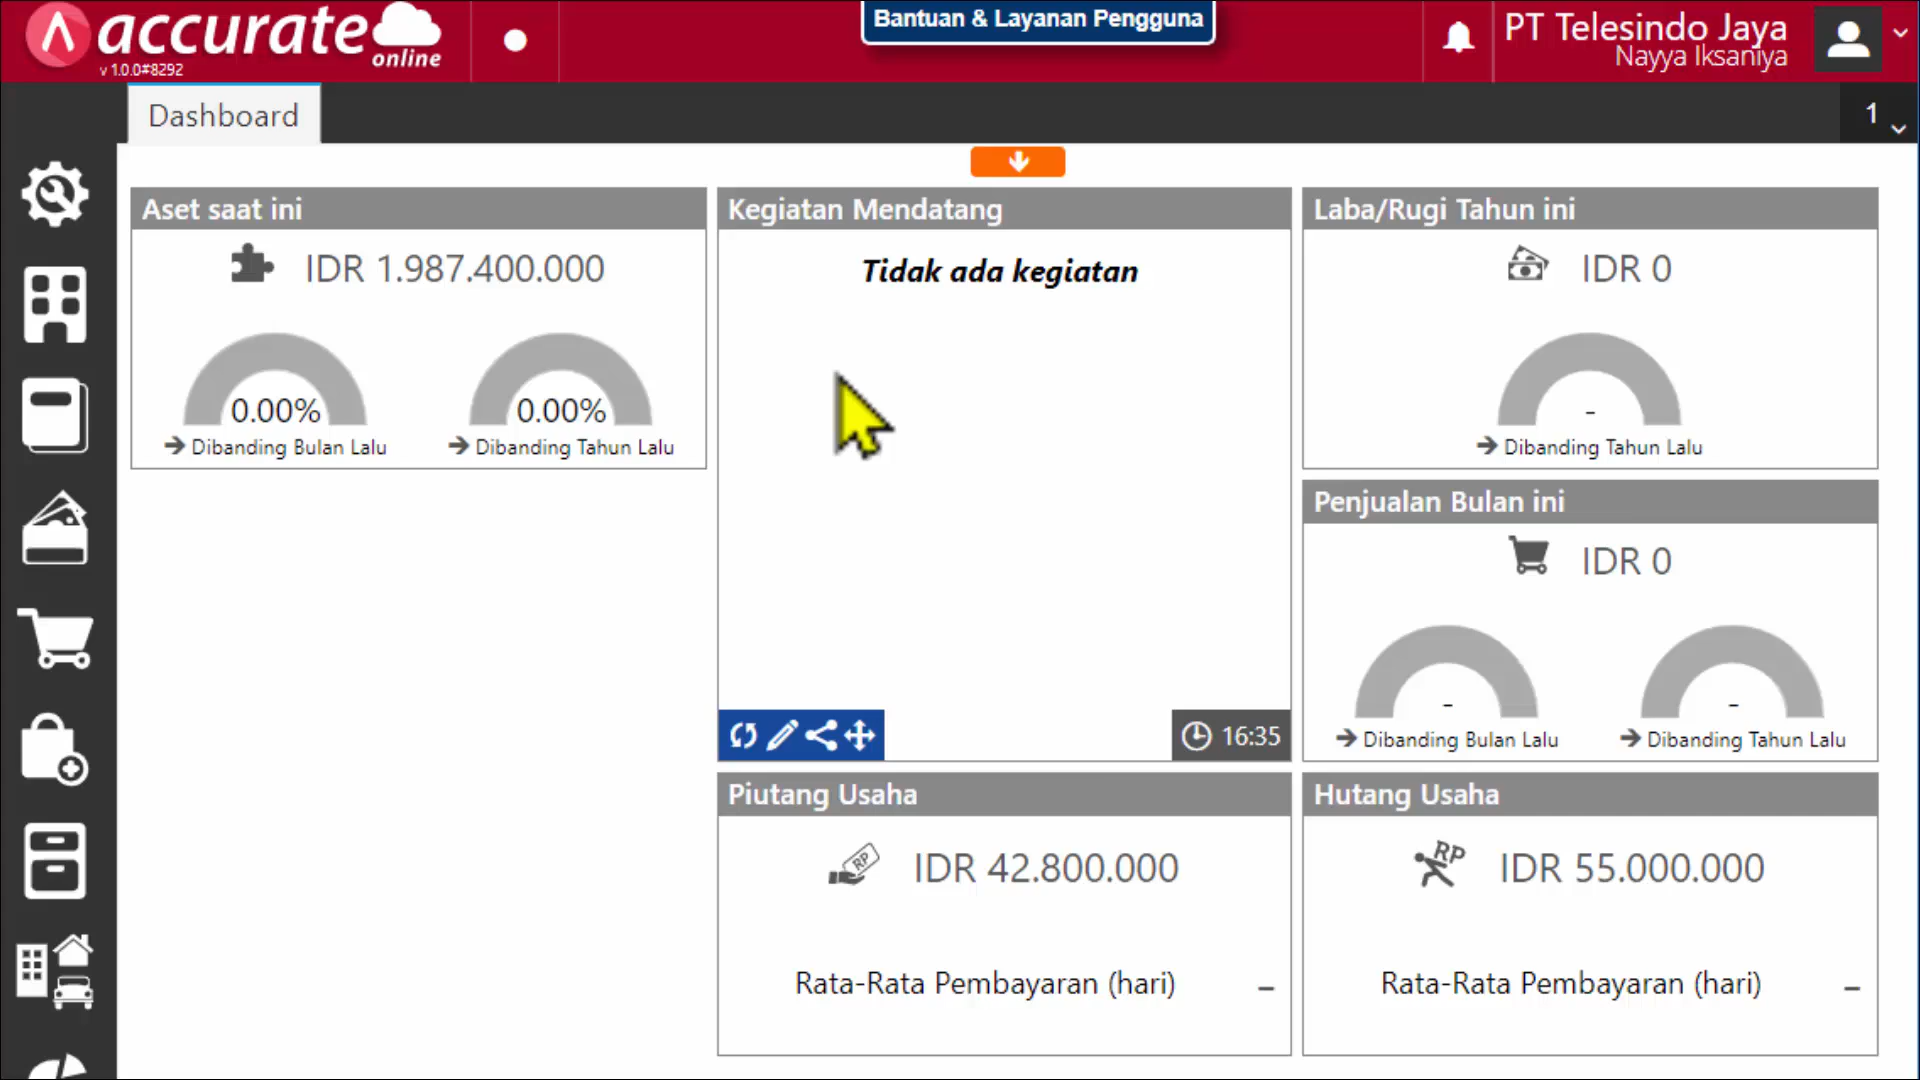 accurate
online
v 1.0.0#8292
Bantuan & Layanan Pengguna
PT Telesindo Jaya
Nayya Iksaniya
Dashboard
1
Aset saat ini
IDR 1.987.400.000
0.00%
Dibanding Bulan Lalu
0.00%
Dibanding Tahun Lalu
Kegiatan Mendatang
Tidak ada kegiatan
16:35
Laba/Rugi Tahun ini
IDR 0
-
Dibanding Tahun Lalu
Penjualan Bulan ini
IDR 0
-
Dibanding Bulan Lalu
-
Dibanding Tahun Lalu
Piutang Usaha
RP
IDR 42.800.000
Rata-Rata Pembayaran (hari) -
Hutang Usaha
RP
IDR 55.000.000
Rata-Rata Pembayaran (hari) -